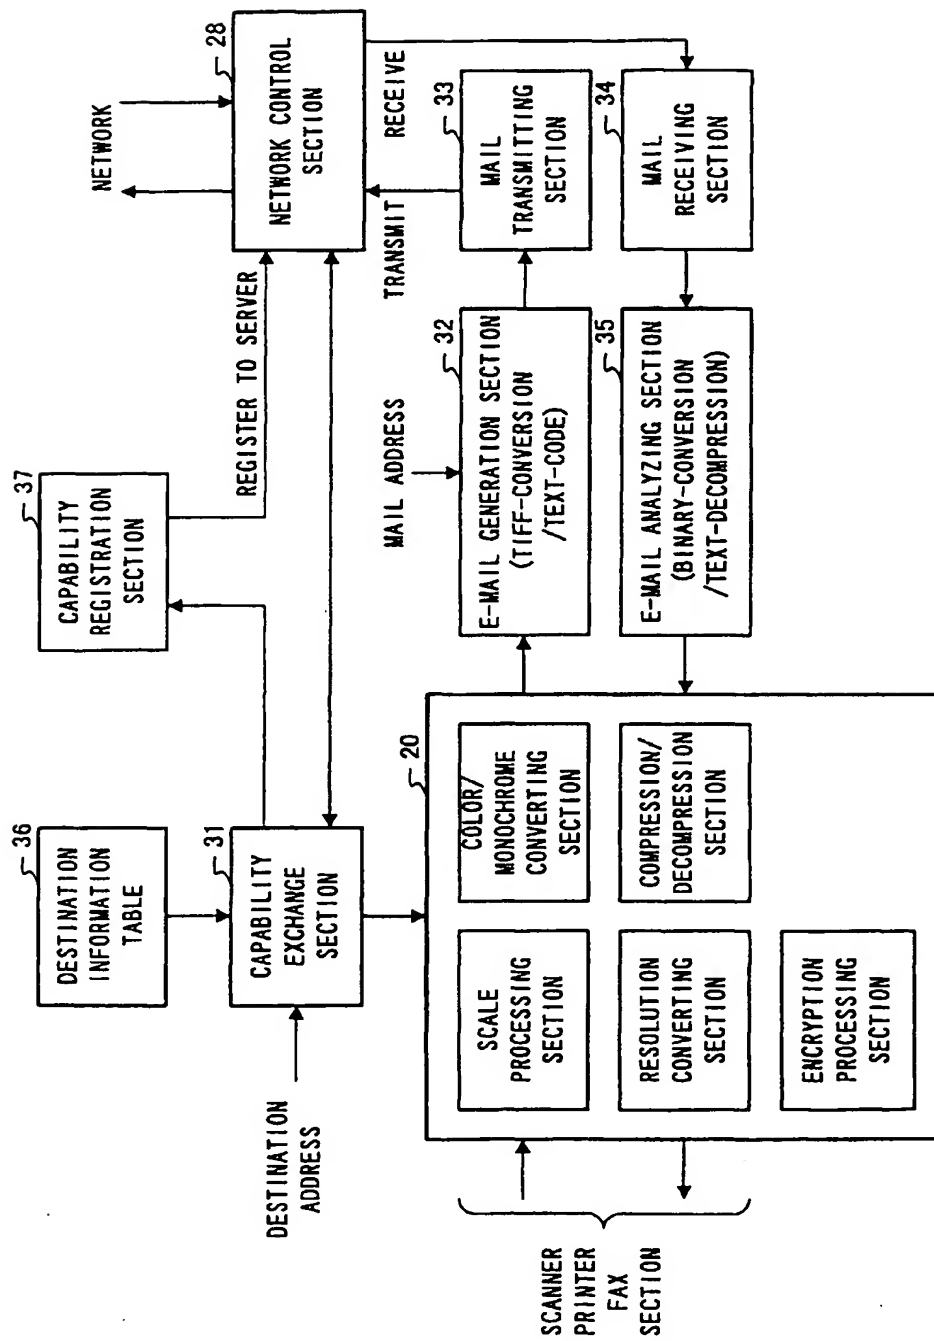 36
DESTINATION
INFORMATION
TABLE
37
CAPABILITY
REGISTRATION
SECTION
REGISTER TO SERVER
NETWORK
28
NETWORK CONTROL
SECTION
DESTINATION
ADDRESS
31
CAPABILITY
EXCHANGE
SECTION
MAIL ADDRESS
TRANSMIT
RECEIVE
SCANNER
PRINTER
FAX
SECTION
20
SCALE
PROCESSING
SECTION
COLOR/
MONOCHROME
CONVERTING
SECTION
RESOLUTION
CONVERTING
SECTION
COMPRESSION/
DECOMPRESSION
SECTION
ENCRYPTION
PROCESSING
SECTION
32
E-MAIL GENERATION SECTION
(TIFF-CONVERSION
/TEXT-CODE)
33
MAIL
TRANSMITTING
SECTION
35
E-MAIL ANALYZING SECTION
(BINARY-CONVERSION
/TEXT-DECOMPRESSION)
34
MAIL
RECEIVING
SECTION